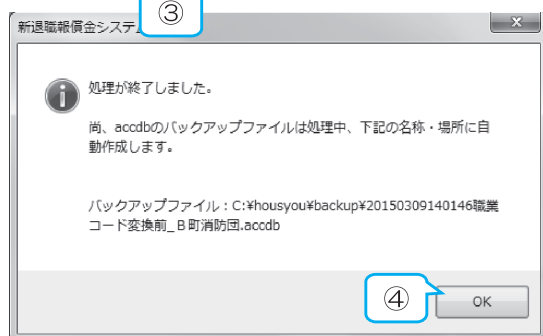 ③
新退職報償金システ
処理が終了しました。
尚、accdbのバックアップファイルは処理中、下記の名称・場所に自
動作成します。
バックアップファイル：C:¥housyou¥backup¥20150309140146職業
コード変換前_Ｂ町消防団.accdb
④
OK